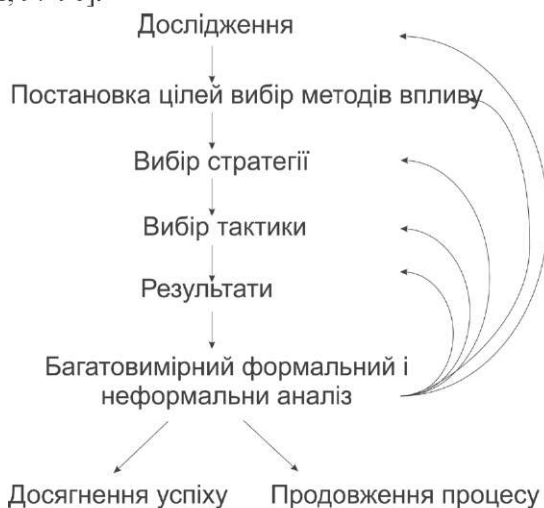 Дослідження
Постановка цілей вибір методів впливу
Вибір стратегії
Вибір тактики
Результати
Багатовимірний формальний і
неформальни аналіз
Досягнення успіху Продовження процесу